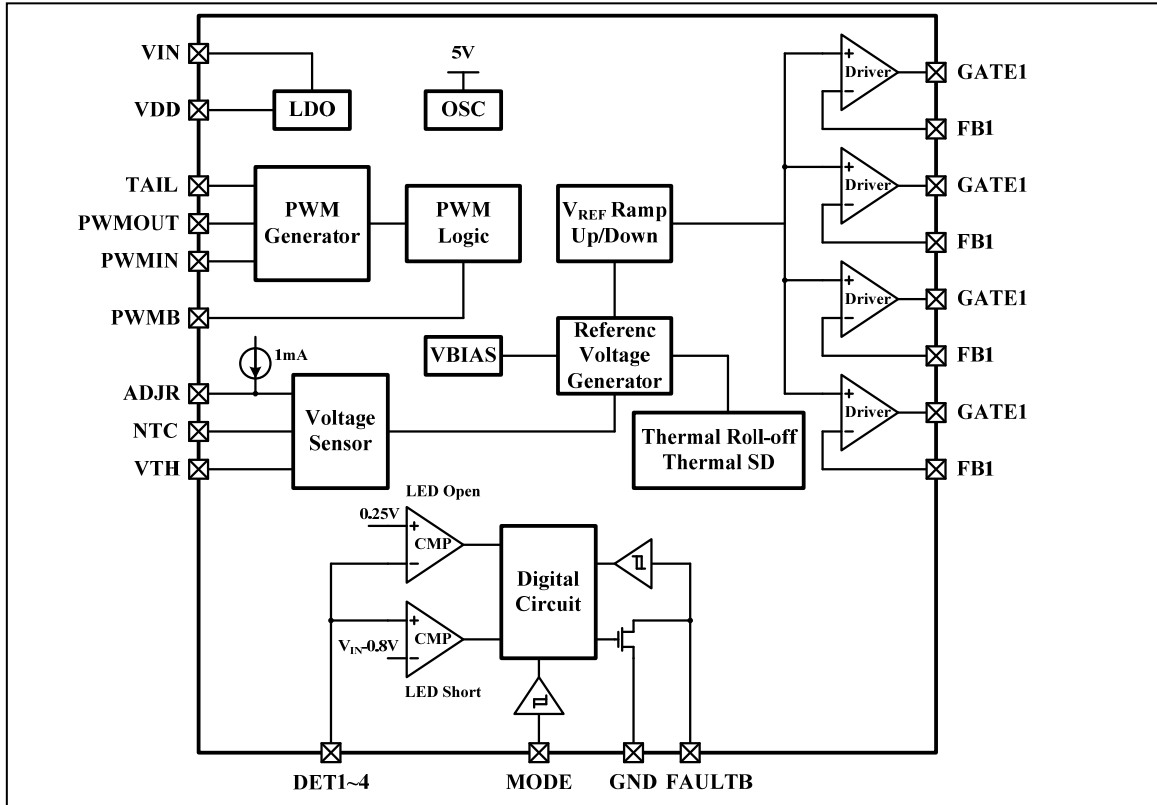 VIN
VDD
LDO
5V
OSC
TAIL
PWMOUT
PWMIN
PWMB
PWM
Generator
PWM
Logic
VREF Ramp
Up/Down
VBIAS
Referenc
Voltage
Generator
Thermal Roll-off
Thermal SD
1mA
ADJR
NTC
VTH
Voltage
Sensor
+
Driver
−
GATE1
FB1
+
Driver
−
GATE1
FB1
+
Driver
−
GATE1
FB1
+
Driver
−
GATE1
FB1
LED Open
0.25V
+
CMP
−
+
CMP
−
VIN-0.8V
LED Short
Digital
Circuit
DET1~4
MODE
GND
FAULTB